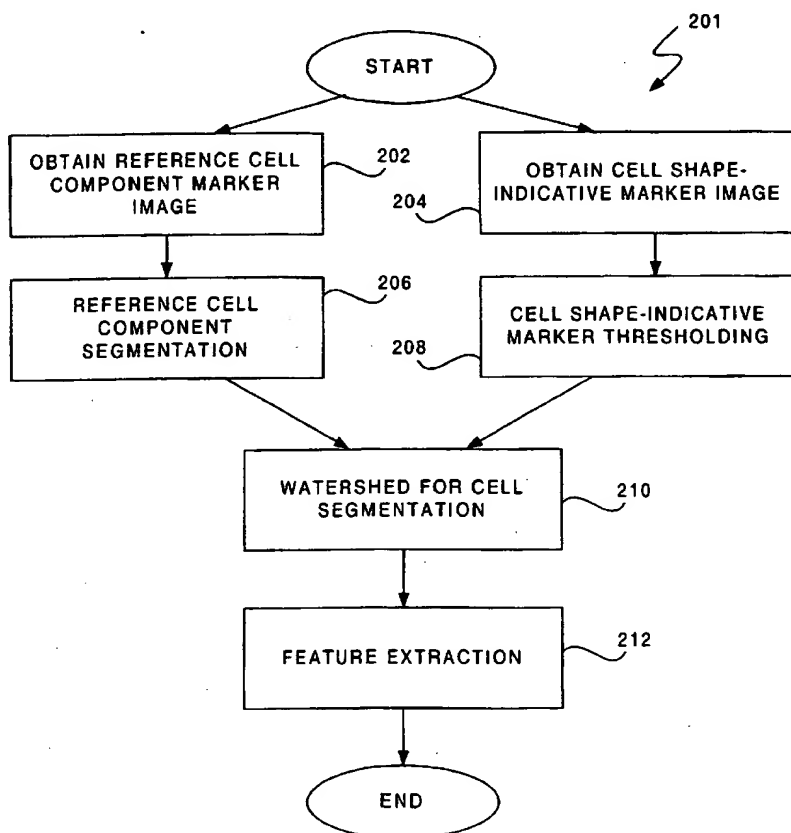 201
START
OBTAIN REFERENCE CELL
COMPONENT MARKER
IMAGE
202
OBTAIN CELL SHAPE-
INDICATIVE MARKER IMAGE
204
REFERENCE CELL
COMPONENT
SEGMENTATION
206
CELL SHAPE-INDICATIVE
MARKER THRESHOLDING
208
WATERSHED FOR CELL
SEGMENTATION
210
FEATURE EXTRACTION
212
END